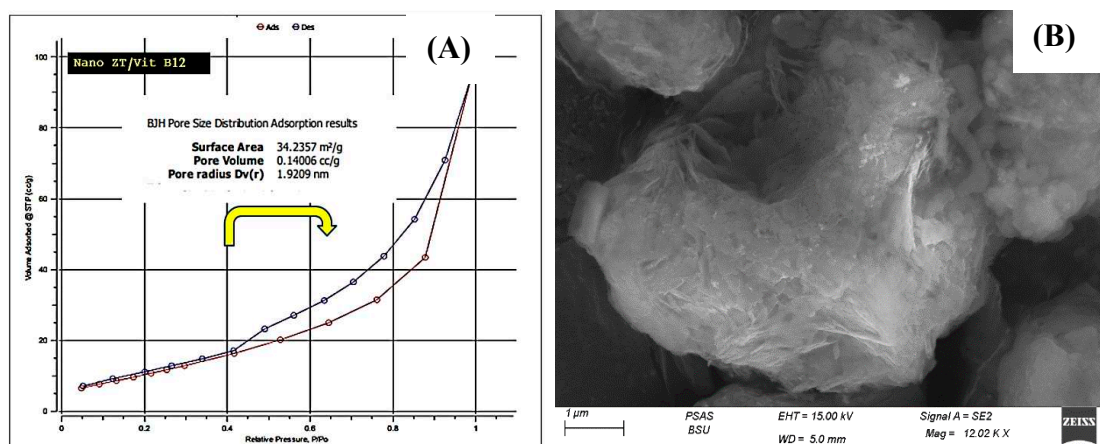 Ads Des
(A)
Nano ZT/Vit B12
BJH Pore Size Distribution Adsorption results
Surface Area 34.2357 m²/g
Pore Volume 0.14006 cc/g
Pore radius Dv(r) 1.9209 nm
Volume Adsorbed @ STP (cc/g)
100
80
60
40
20
0
0 0.2 0.4 0.6 0.8 1
Relative Pressure, P/Po
(B)
1 µm
PSAS
BSU
EHT = 15.00 kV
WD = 5.0 mm
Signal A = SE2
Mag = 12.02 K X
ZEISS